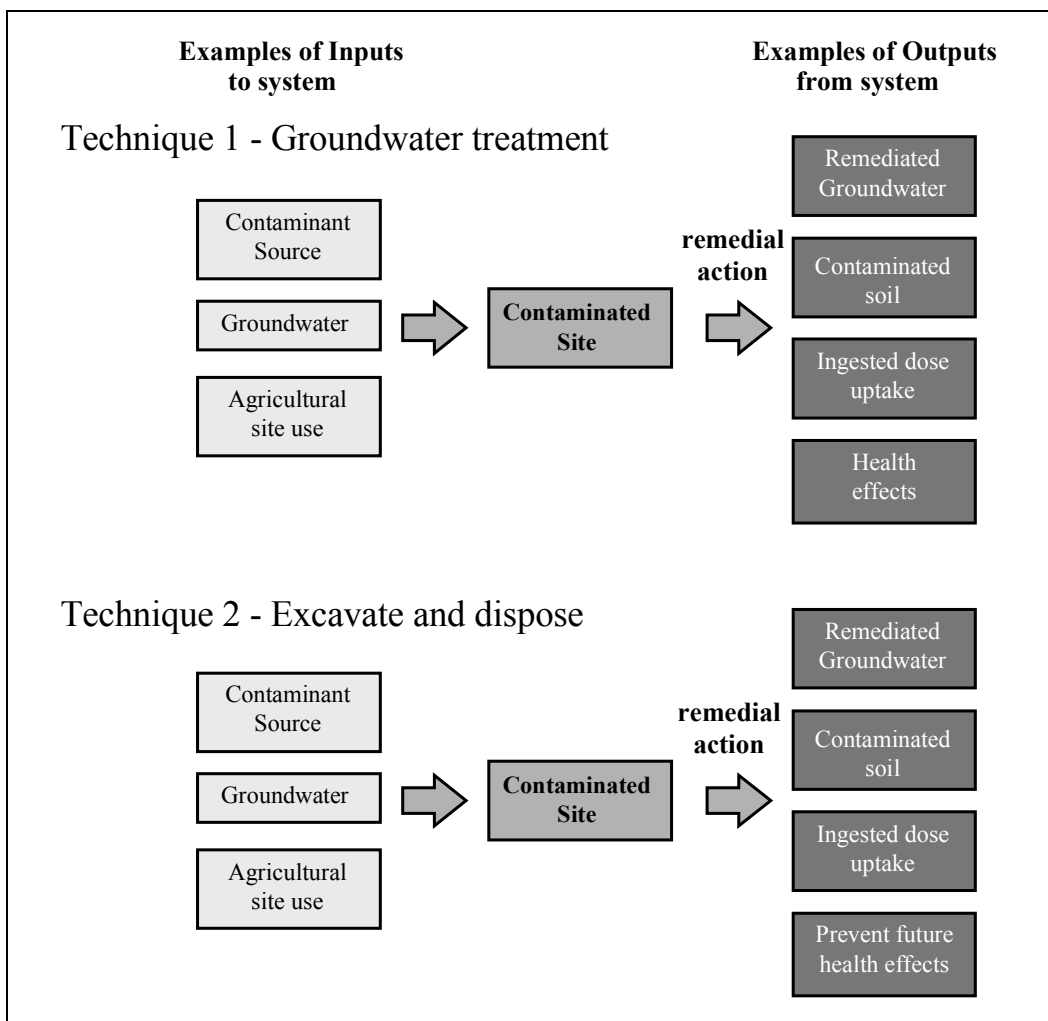 Examples of Inputs
to system
Examples of Outputs
from system
Technique 1 - Groundwater treatment
Contaminant
Source
Groundwater
Agricultural
site use
Contaminated
Site
remedial
action
Remediated
Groundwater
Contaminated
soil
Ingested dose
uptake
Health
effects
Technique 2 - Excavate and dispose
Contaminant
Source
Groundwater
Agricultural
site use
Contaminated
Site
remedial
action
Remediated
Groundwater
Contaminated
soil
Ingested dose
uptake
Prevent future
health effects